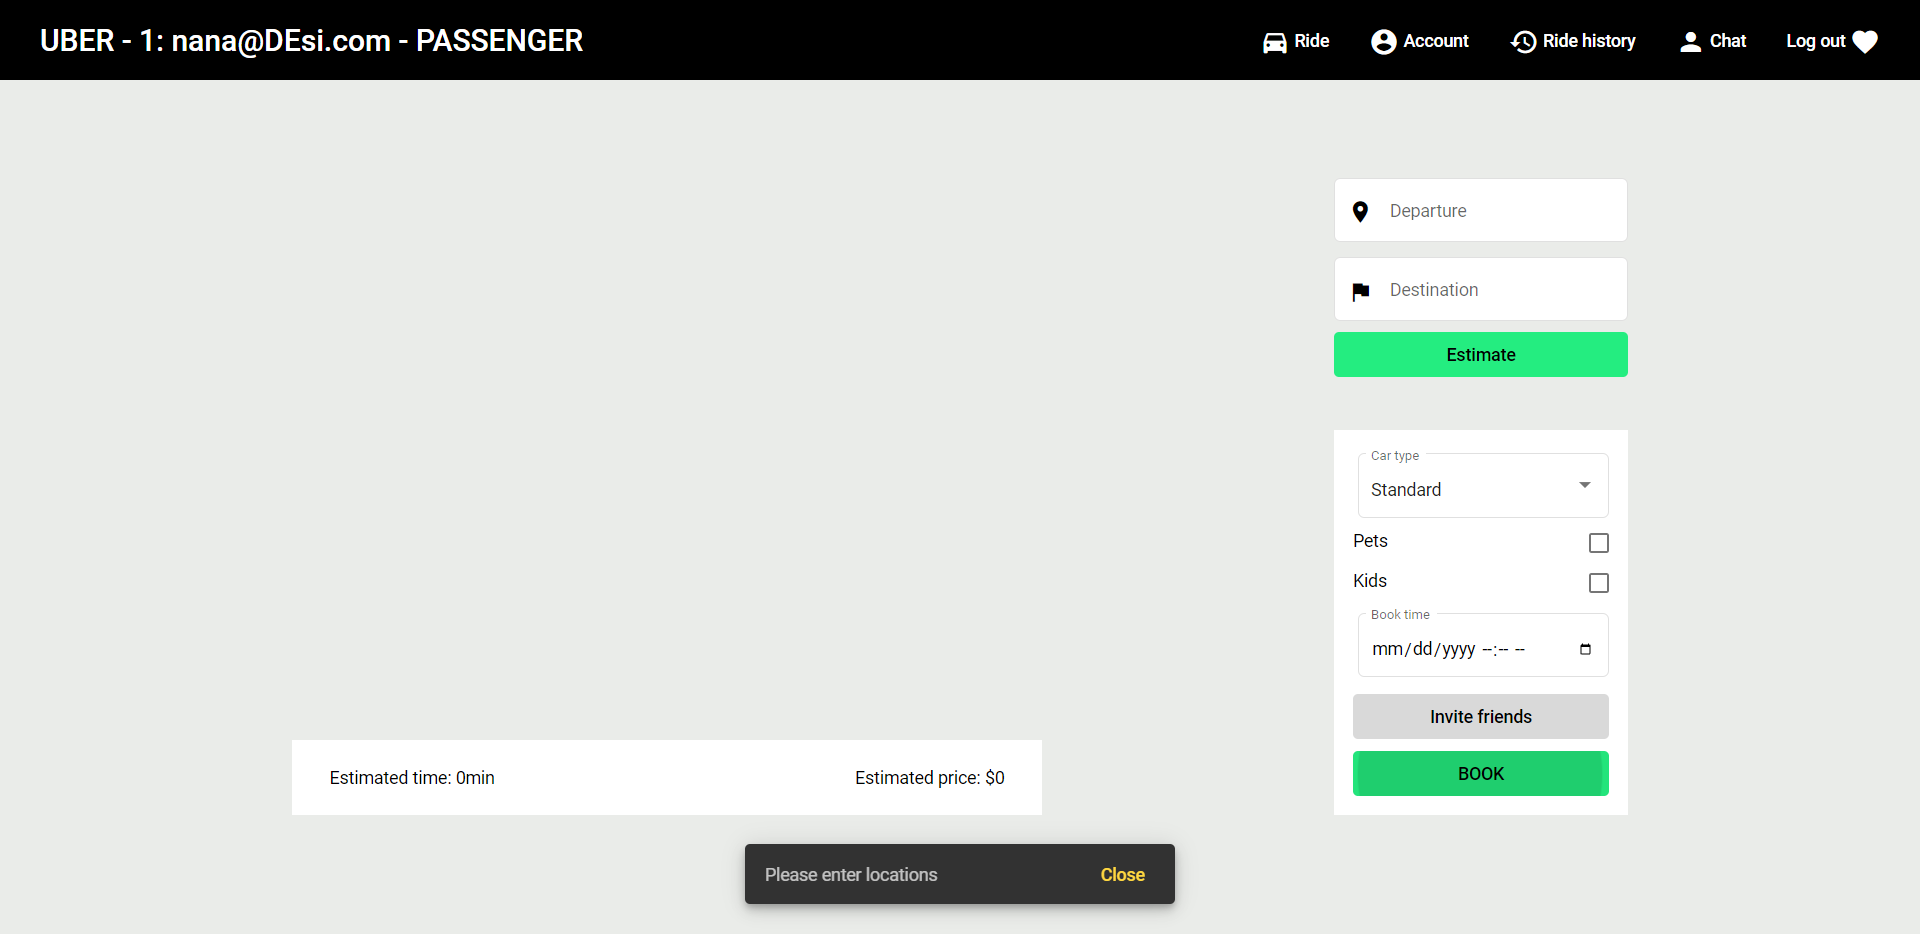 UBER - 1: nana@DEsi.com - PASSENGER
Ride
Account
Ride history
Chat
Log out
Departure
Destination
Estimate
Car type
Standard
Pets
Kids
Book time
mm/dd/yyyy --:-- --
Invite friends
BOOK
Estimated time: 0min
Estimated price: $0
Please enter locations
Close